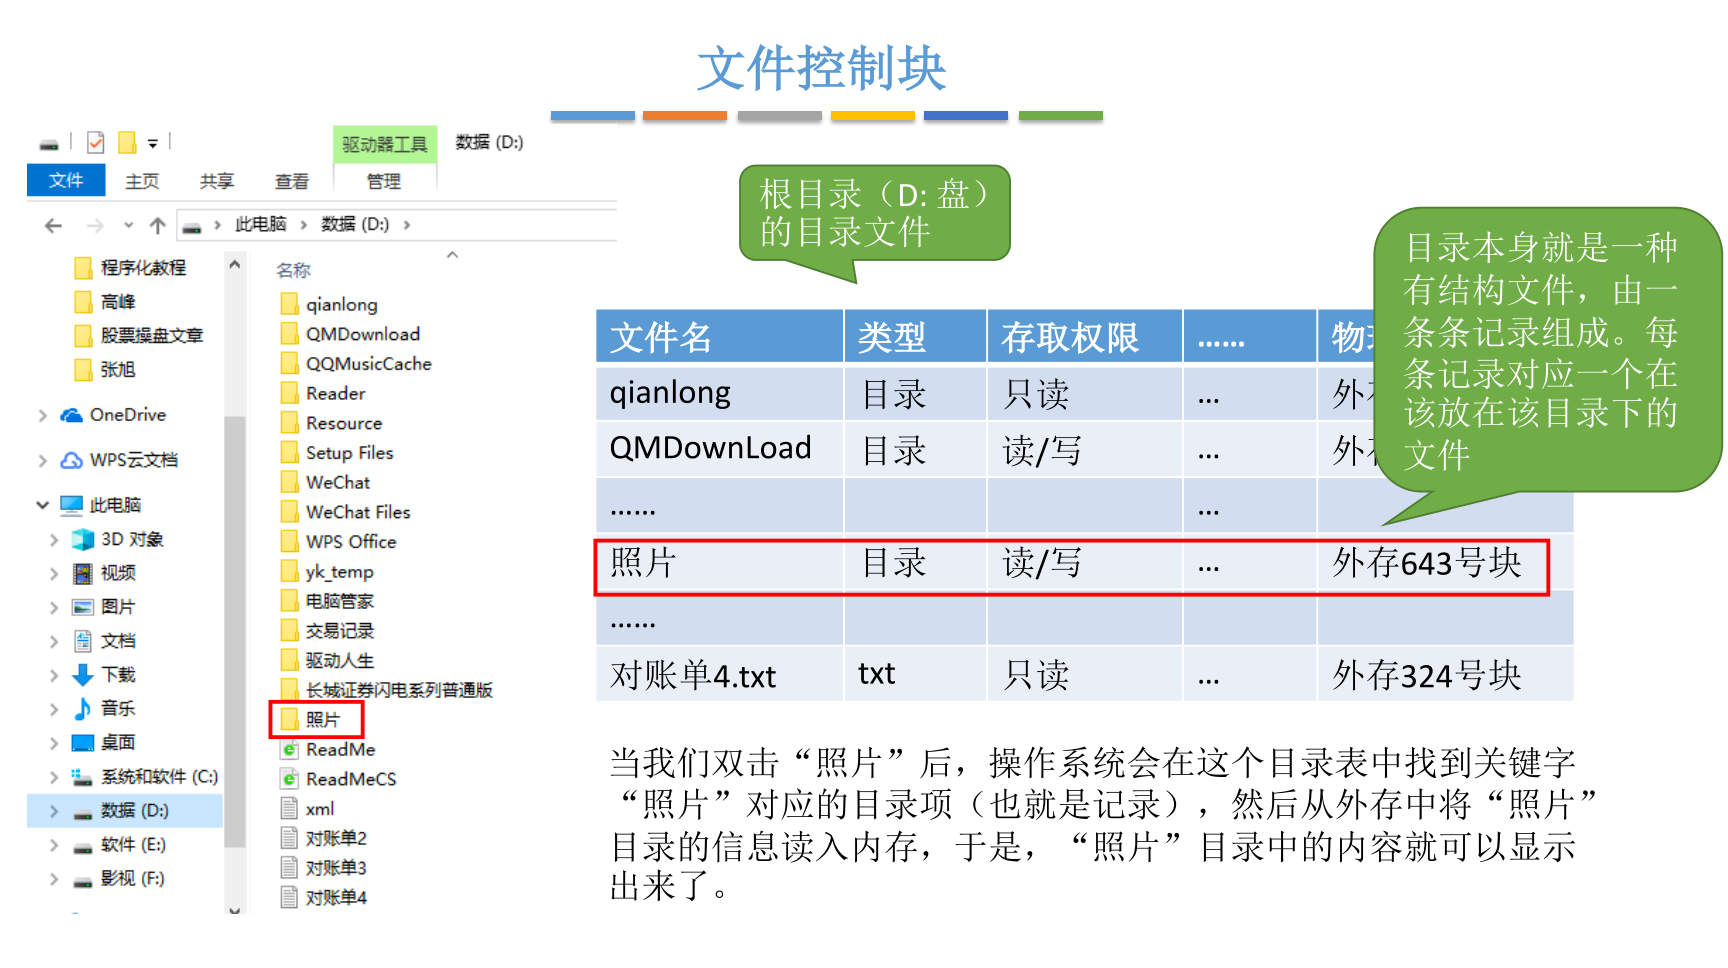 文件控制块
驱动器工具
数据 (D:)
文件
主页
共享
查看
管理
此电脑 › 数据 (D:) ›
程序化教程
高峰
股票操盘文章
张旭
OneDrive
WPS云文档
此电脑
3D 对象
视频
图片
文档
下载
音乐
桌面
系统和软件 (C:)
数据 (D:)
软件 (E:)
影视 (F:)
名称
qianlong
QMDownload
QQMusicCache
Reader
Resource
Setup Files
WeChat
WeChat Files
WPS Office
yk_temp
电脑管家
交易记录
驱动人生
长城证券闪电系列普通版
照片
ReadMe
ReadMeCS
xml
对账单2
对账单3
对账单4
根目录（D: 盘）
的目录文件
目录本身就是一种
有结构文件，由一
条条记录组成。每
条记录对应一个在
该放在该目录下的
文件
文件名 类型 存取权限 …… 物
qianlong 目录 只读 … 外
QMDownLoad 目录 读/写 … 外
…… …
照片 目录 读/写 … 外存643号块
……
对账单4.txt txt 只读 … 外存324号块
当我们双击“照片”后，操作系统会在这个目录表中找到关键字
“照片”对应的目录项（也就是记录），然后从外存中将“照片”
目录的信息读入内存，于是，“照片”目录中的内容就可以显示
出来了。